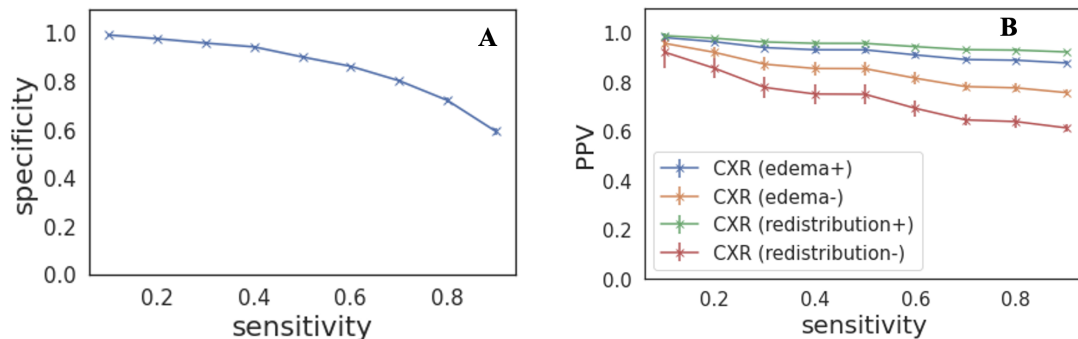 A
1.0
0.8
0.6
0.4
0.2
0.0
specificity
0.2 0.4 0.6 0.8
sensitivity
B
1.0
0.8
0.6
0.4
0.2
0.0
PPV
CXR (edema+)
CXR (edema-)
CXR (redistribution+)
CXR (redistribution-)
0.2 0.4 0.6 0.8
sensitivity